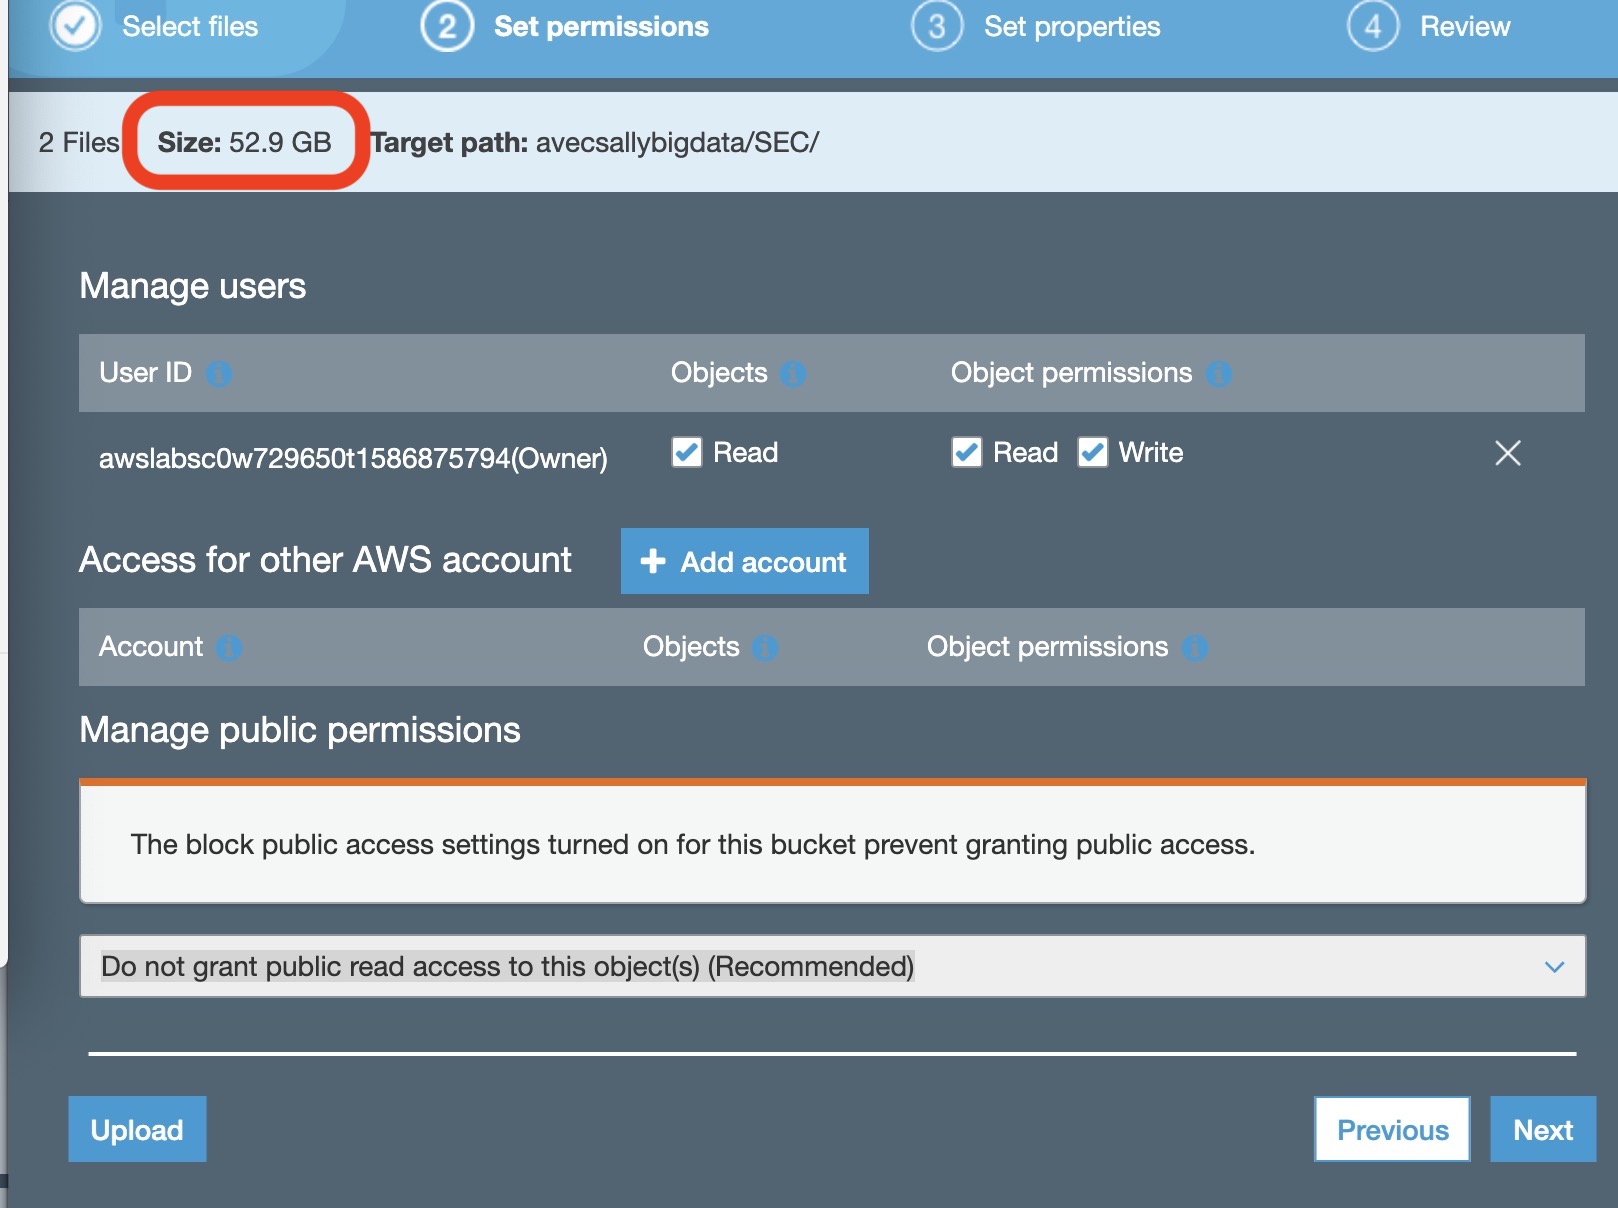 Select files 2 Set permissions 3 Set properties 4 Review
2 Files Size: 52.9 GB Target path: avecsallybigdata/SEC/
Manage users
User ID Objects Object permissions
awslabsc0w729650t1586875794(Owner) Read Read Write
Access for other AWS account Add account
Account Objects Object permissions
Manage public permissions
The block public access settings turned on for this bucket prevent granting public access.
Do not grant public read access to this object(s) (Recommended)
Upload Previous Next